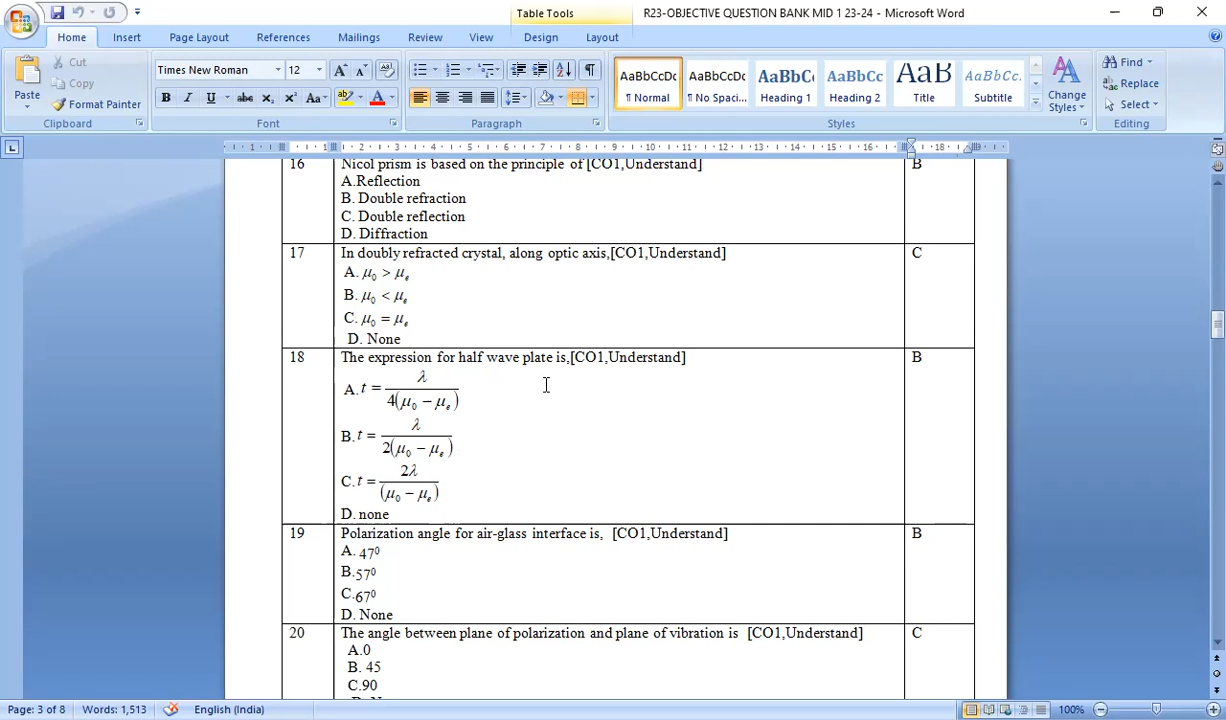 Table Tools
R23-OBJECTIVE QUESTION BANK MID 1 23-24 - Microsoft Word
Home Insert Page Layout References Mailings Review View Design Layout
Paste
Cut
Copy
Format Painter
Clipboard
Times New Roman 12
Font
Paragraph
AaBbCcDc AaBbCcDc AaBbCc AaBbCc AaBb AaBbCc.
¶ Normal ¶ No Spaci... Heading 1 Heading 2 Title Subtitle
Change Styles
Styles
Find
Replace
Select
Editing
16 Nicol prism is based on the principle of [CO1,Understand] B
A.Reflection
B. Double refraction
C. Double reflection
D. Diffraction
17 In doubly refracted crystal, along optic axis,[CO1,Understand] C
A. μ₀ > μₑ
B. μ₀ < μₑ
C. μ₀ = μₑ
D. None
18 The expression for half wave plate is,[CO1,Understand] B
A. t = λ / 4(μ₀ − μₑ)
B. t = λ / 2(μ₀ − μₑ)
C. t = 2λ / (μ₀ − μₑ)
D. none
19 Polarization angle for air-glass interface is, [CO1,Understand] B
A. 47⁰
B.57⁰
C.67⁰
D. None
20 The angle between plane of polarization and plane of vibration is [CO1,Understand] C
A.0
B. 45
C.90
Page: 3 of 8 Words: 1,513 English (India) 100%